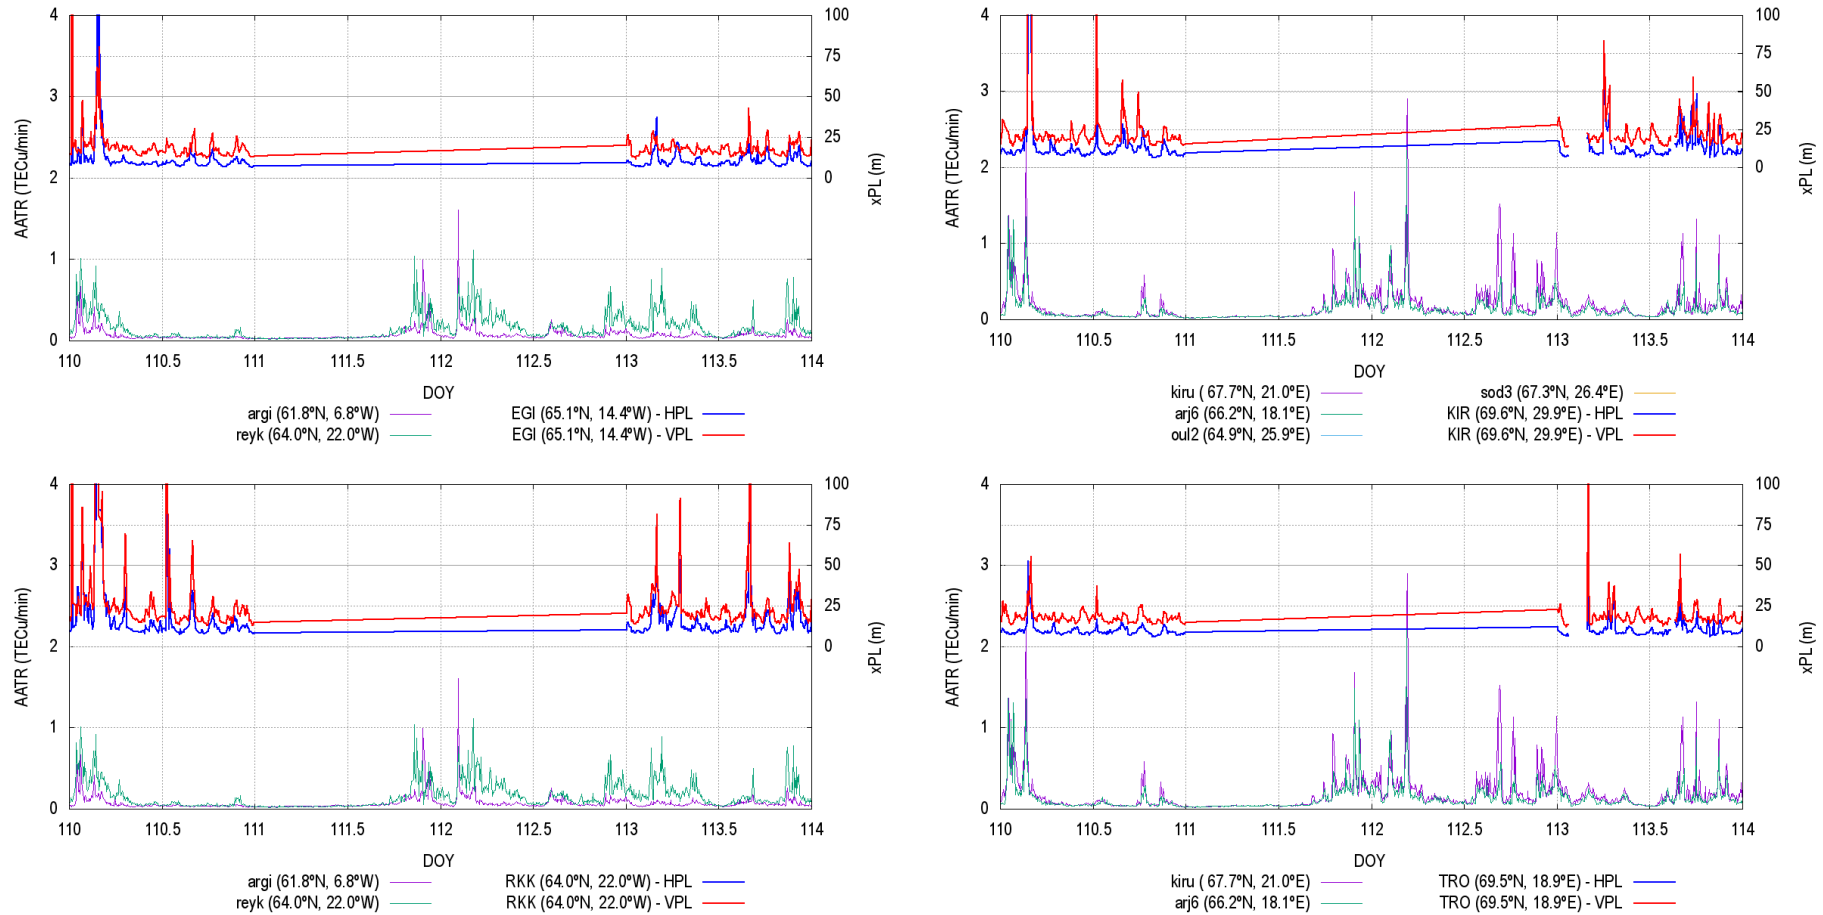 4
3
2
1
0
100
75
50
25
0
AATR (TECu/min)
xPL (m)
110
110.5
111
111.5
112
112.5
113
113.5
114
DOY
argi (61.8ºN, 6.8ºW)
EGI (65.1ºN, 14.4ºW) - HPL
reyk (64.0ºN, 22.0ºW)
EGI (65.1ºN, 14.4ºW) - VPL
4
3
2
1
0
100
75
50
25
0
AATR (TECu/min)
xPL (m)
110
110.5
111
111.5
112
112.5
113
113.5
114
DOY
kiru ( 67.7ºN, 21.0ºE)
sod3 (67.3ºN, 26.4ºE)
arj6 (66.2ºN, 18.1ºE)
KIR (69.6ºN, 29.9ºE) - HPL
oul2 (64.9ºN, 25.9ºE)
KIR (69.6ºN, 29.9ºE) - VPL
4
3
2
1
0
100
75
50
25
0
AATR (TECu/min)
xPL (m)
110
110.5
111
111.5
112
112.5
113
113.5
114
DOY
argi (61.8ºN, 6.8ºW)
RKK (64.0ºN, 22.0ºW) - HPL
reyk (64.0ºN, 22.0ºW)
RKK (64.0ºN, 22.0ºW) - VPL
4
3
2
1
0
100
75
50
25
0
AATR (TECu/min)
xPL (m)
110
110.5
111
111.5
112
112.5
113
113.5
114
DOY
kiru ( 67.7ºN, 21.0ºE)
TRO (69.5ºN, 18.9ºE) - HPL
arj6 (66.2ºN, 18.1ºE)
TRO (69.5ºN, 18.9ºE) - VPL